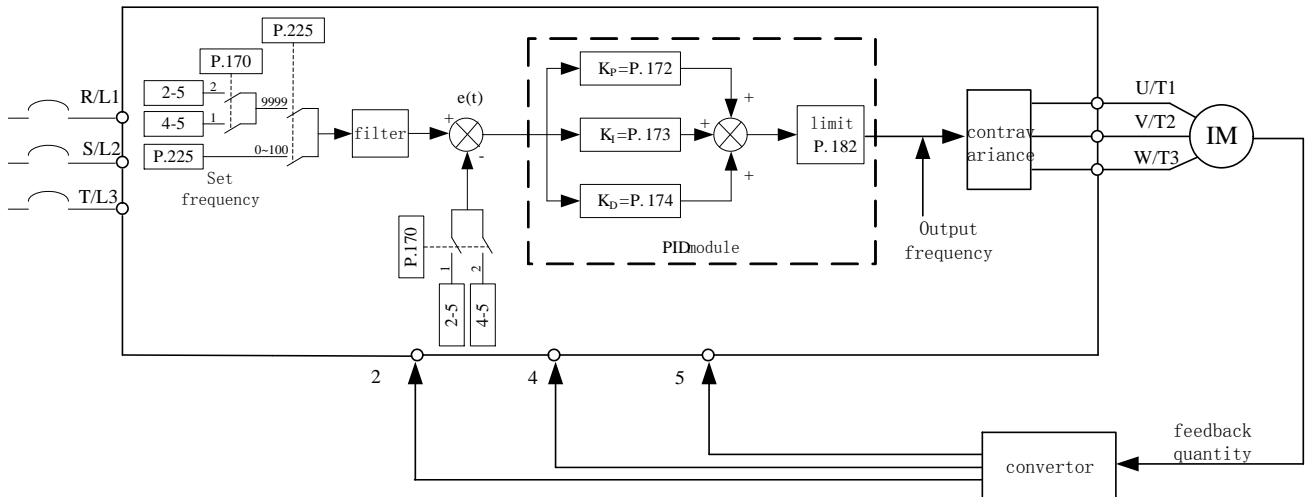 P.225
P.170
2-5
2
4-5
1
9999
P.225
0~100
Set
frequency
R/L1
S/L2
T/L3
filter
e(t)
+
-
P.170
1
2
2-5
4-5
KP=P. 172
KI=P. 173
KD=P. 174
+
+
+
PIDmodule
limit
P. 182
Output
frequency
contrav
ariance
U/T1
V/T2
W/T3
IM
2
4
5
convertor
feedback
quantity